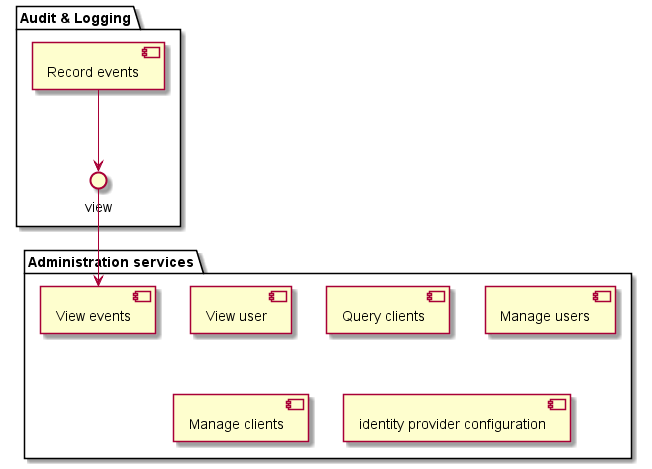 Audit & Logging
Record events
view
Administration services
View events
View user
Query clients
Manage users
Manage clients
identity provider configuration